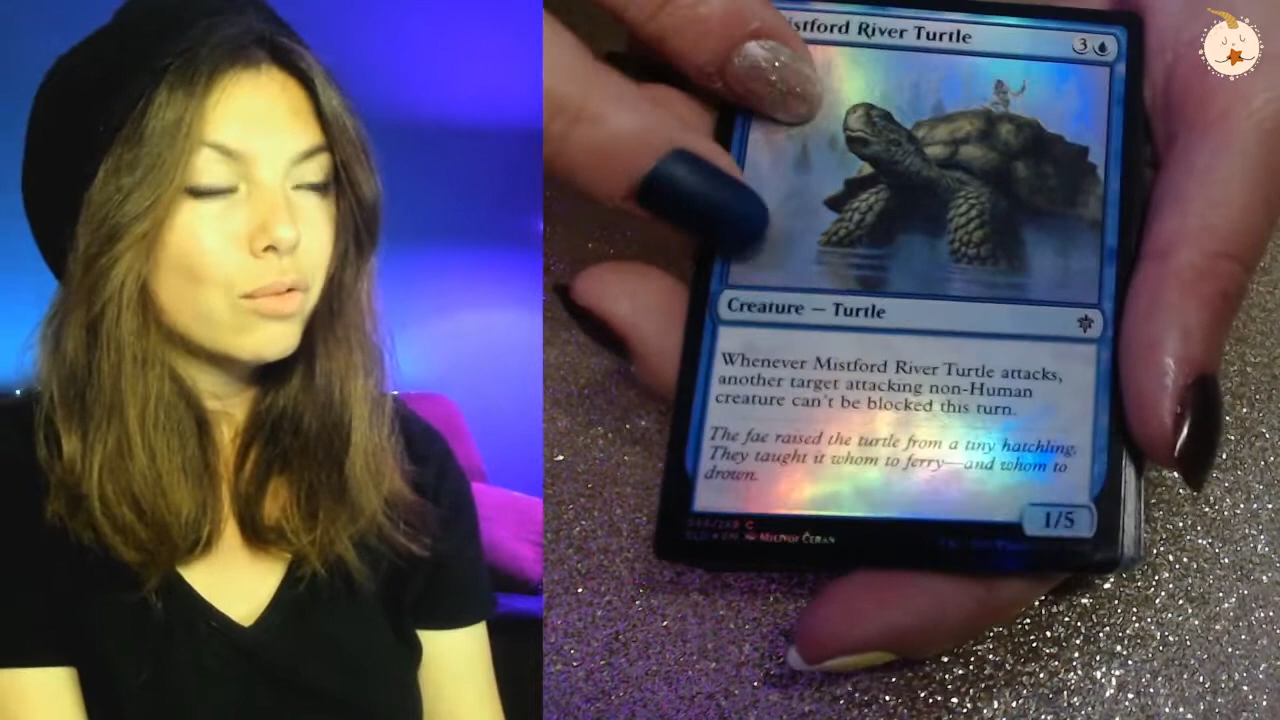 istford River Turtle
3
Creature — Turtle
Whenever Mistford River Turtle attacks,
another target attacking non-Human
creature can't be blocked this turn.
The fae raised the turtle from a tiny hatchling.
They taught it whom to ferry—and whom to
drown.
1/5
C